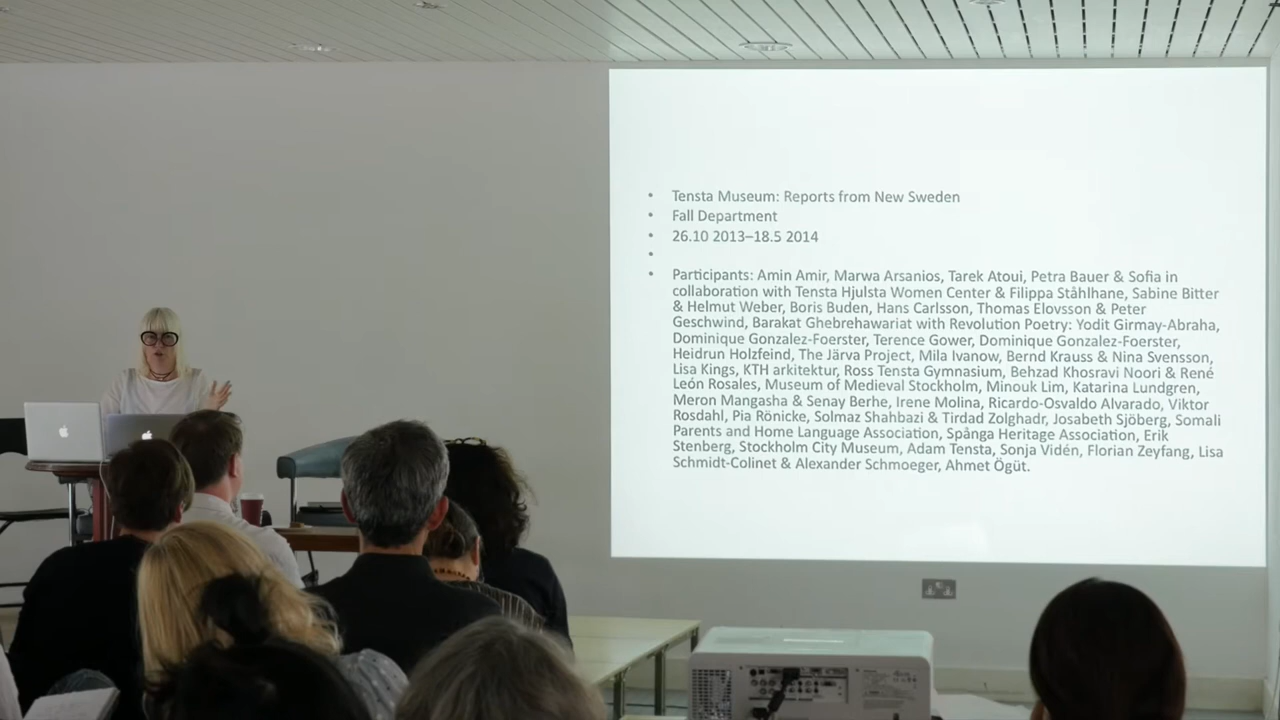 Tensta Museum: Reports from New Sweden
Fall Department
26.10 2013–18.5 2014
Participants: Amin Amir, Marwa Arsanios, Tarek Atoui, Petra Bauer & Sofia in
collaboration with Tensta Hjulsta Women Center & Filippa Ståhlhane, Sabine Bitter
& Helmut Weber, Boris Buden, Hans Carlsson, Thomas Elovsson & Peter
Geschwind, Barakat Ghebrehawariat with Revolution Poetry: Yodit Girmay-Abraha,
Dominique Gonzalez-Foerster, Terence Gower, Dominique Gonzalez-Foerster,
Heidrun Holzfeind, The Järva Project, Mila Ivanow, Bernd Krauss & Nina Svensson,
Lisa Kings, KTH arkitektur, Ross Tensta Gymnasium, Behzad Khosravi Noori & René
León Rosales, Museum of Medieval Stockholm, Minouk Lim, Katarina Lundgren,
Meron Mangasha & Senay Berhe, Irene Molina, Ricardo-Osvaldo Alvarado, Viktor
Rosdahl, Pia Rönicke, Solmaz Shahbazi & Tirdad Zolghadr, Josabeth Sjöberg, Somali
Parents and Home Language Association, Spånga Heritage Association, Erik
Stenberg, Stockholm City Museum, Adam Tensta, Sonja Vidén, Florian Zeyfang, Lisa
Schmidt-Colinet & Alexander Schmoeger, Ahmet Ögüt.